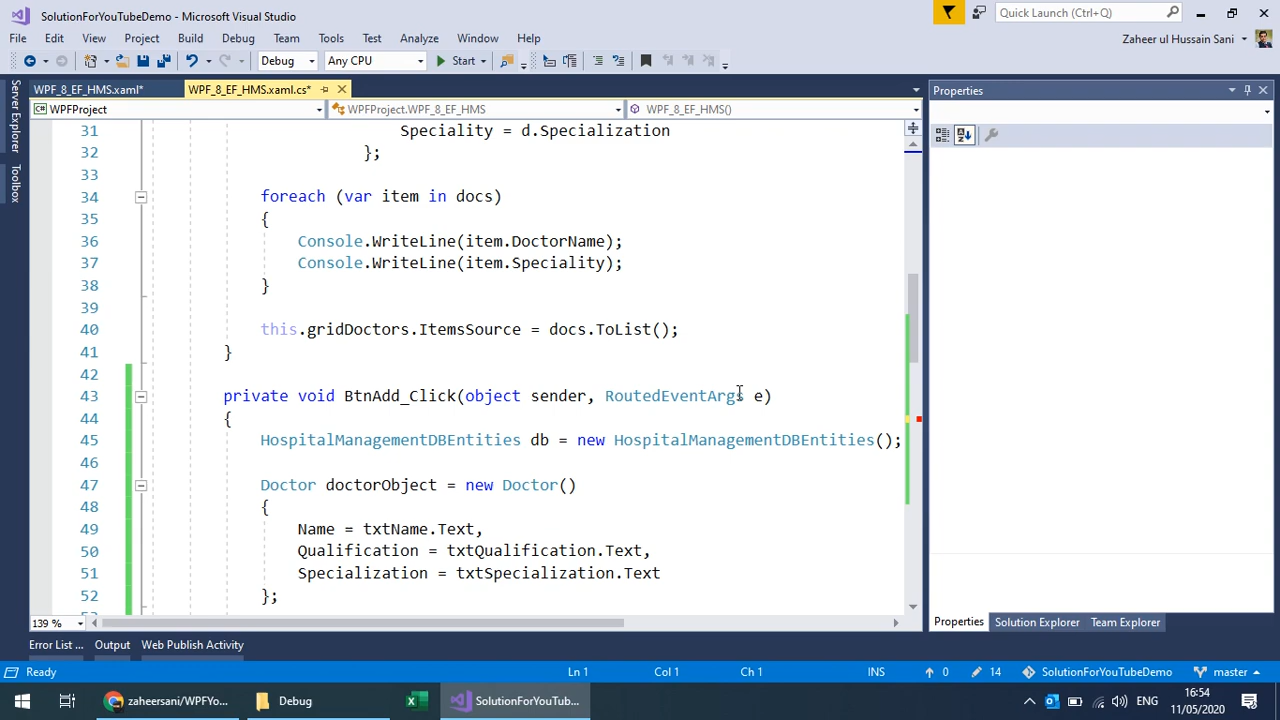 SolutionForYouTubeDemo - Microsoft Visual Studio
Quick Launch (Ctrl+Q)
File Edit View Project Build Debug Team Tools Test Analyze Window Help
Zaheer ul Hussain Sani
Debug Any CPU Start
WPF_8_EF_HMS.xaml* WPF_8_EF_HMS.xaml.cs*
WPFProject WPFProject.WPF_8_EF_HMS WPF_8_EF_HMS()
Server Explorer
Toolbox
31 Speciality = d.Specialization
32 };
33
34 foreach (var item in docs)
35 {
36 Console.WriteLine(item.DoctorName);
37 Console.WriteLine(item.Speciality);
38 }
39
40 this.gridDoctors.ItemsSource = docs.ToList();
41 }
42
43 private void BtnAdd_Click(object sender, RoutedEventArgs e)
44 {
45 HospitalManagementDBEntities db = new HospitalManagementDBEntities();
46
47 Doctor doctorObject = new Doctor()
48 {
49 Name = txtName.Text,
50 Qualification = txtQualification.Text,
51 Specialization = txtSpecialization.Text
52 };
139 %
Properties
Properties Solution Explorer Team Explorer
Error List ... Output Web Publish Activity
Ready Ln 1 Col 1 Ch 1 INS 0 14 SolutionForYouTubeDemo master
zaheersani/WPFYo... Debug SolutionForYouTub... ENG 16:54
11/05/2020